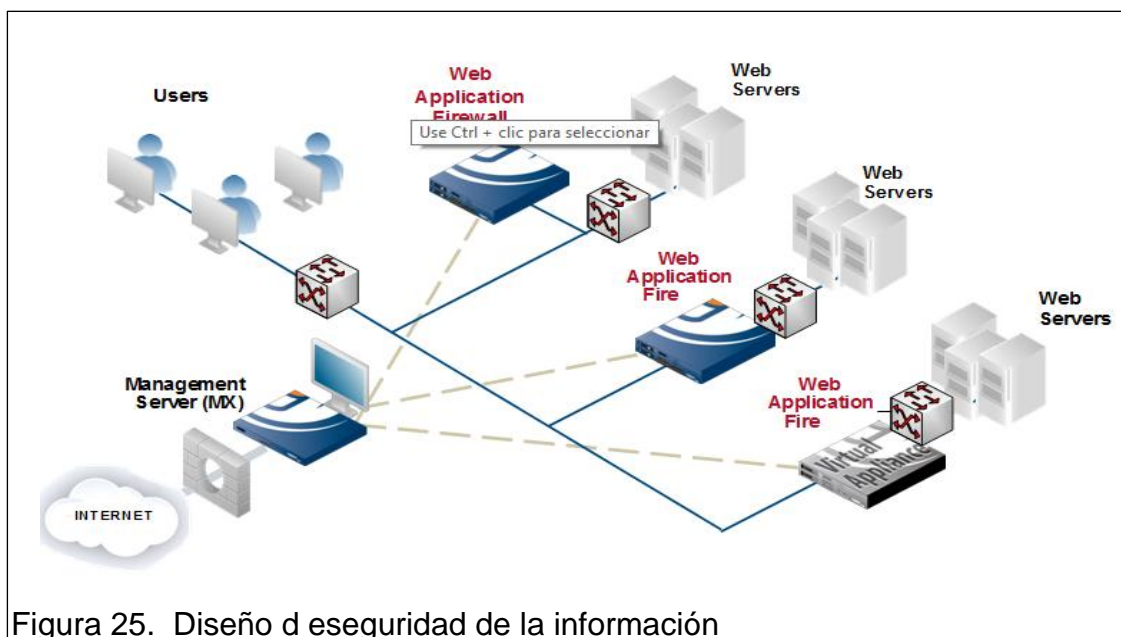 Users
Web
Application
Firewall
Use Ctrl + clic para seleccionar
Web
Servers
Web
Servers
Web
Application
Fire
Web
Servers
Management
Server (MX)
Web
Application
Fire
Virtual
Appliance
INTERNET
Figura 25. Diseño d eseguridad de la información